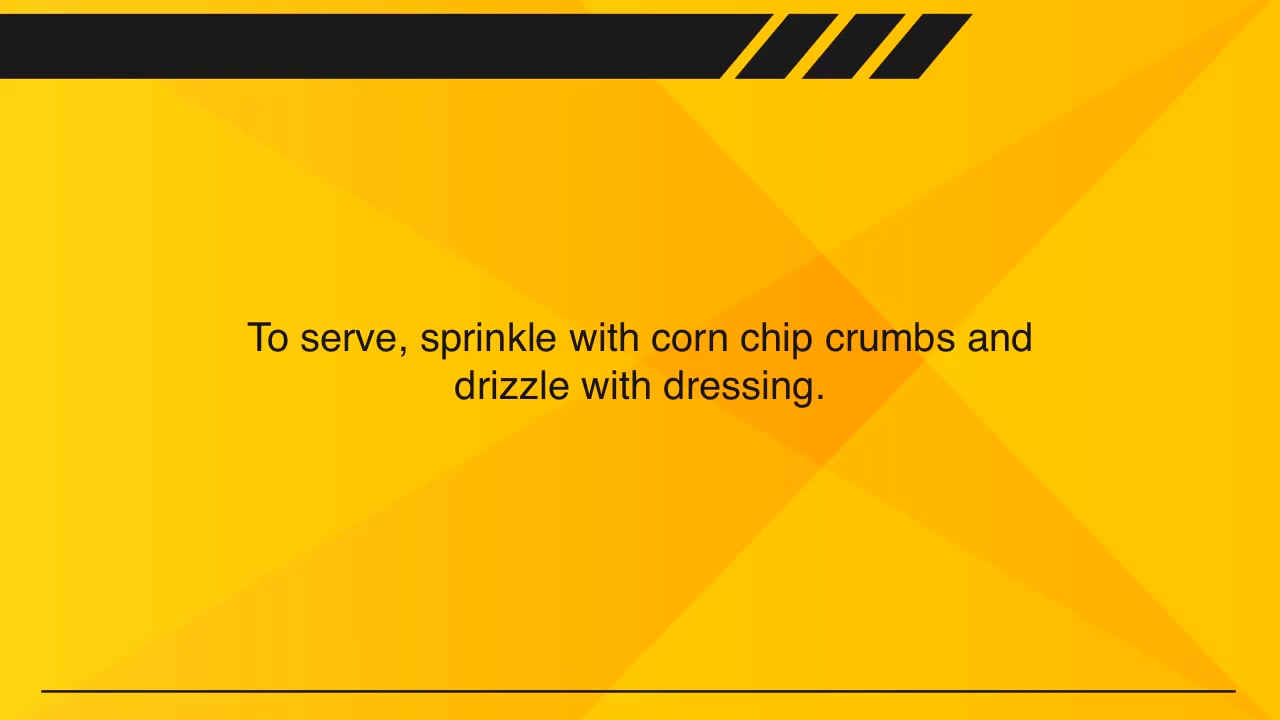 To serve, sprinkle with corn chip crumbs and
drizzle with dressing.